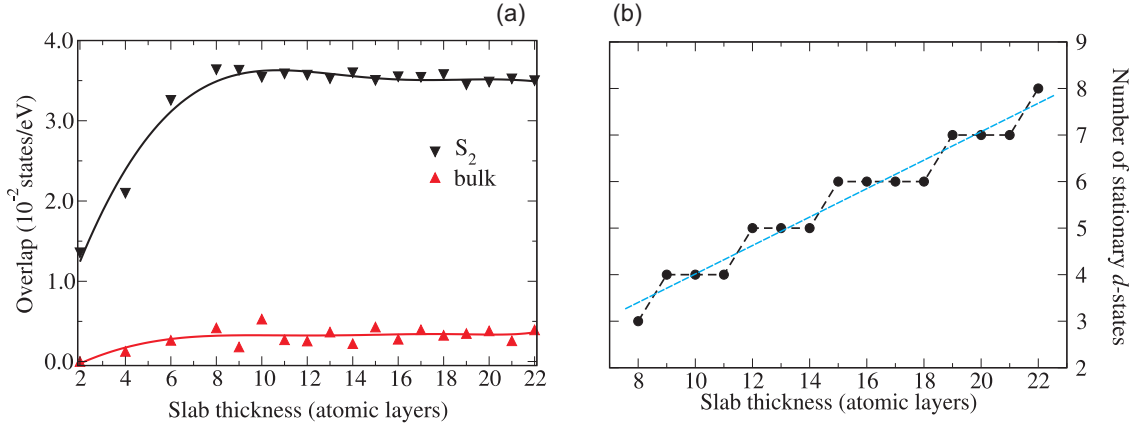 (a)
Overlap (10⁻² states/eV)
4.0
3.0
2.0
1.0
0.0
S₂
bulk
2 4 6 8 10 12 14 16 18 20 22
Slab thickness (atomic layers)
(b)
9
8
7
6
5
4
3
2
Number of stationary d-states
8 10 12 14 16 18 20 22
Slab thickness (atomic layers)